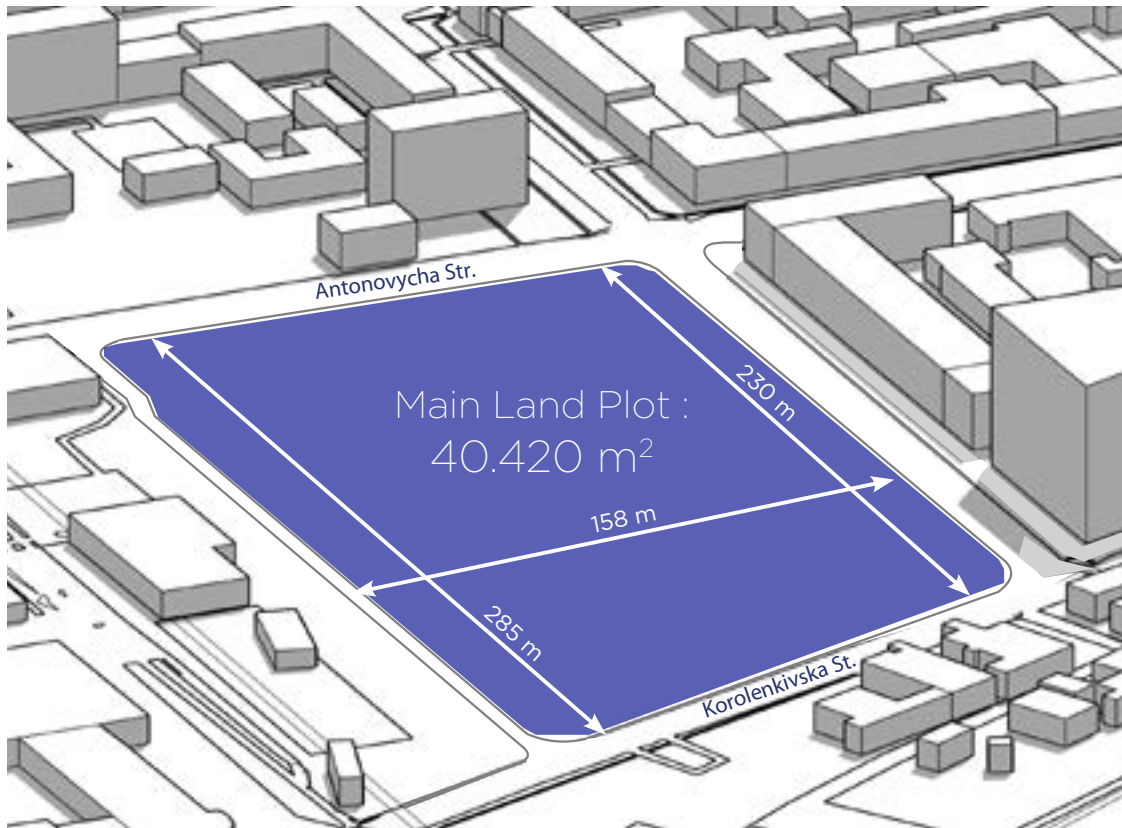 Antonovycha Str.
Main Land Plot :
40.420 m²
230 m
158 m
285 m
Korolenkivska St.